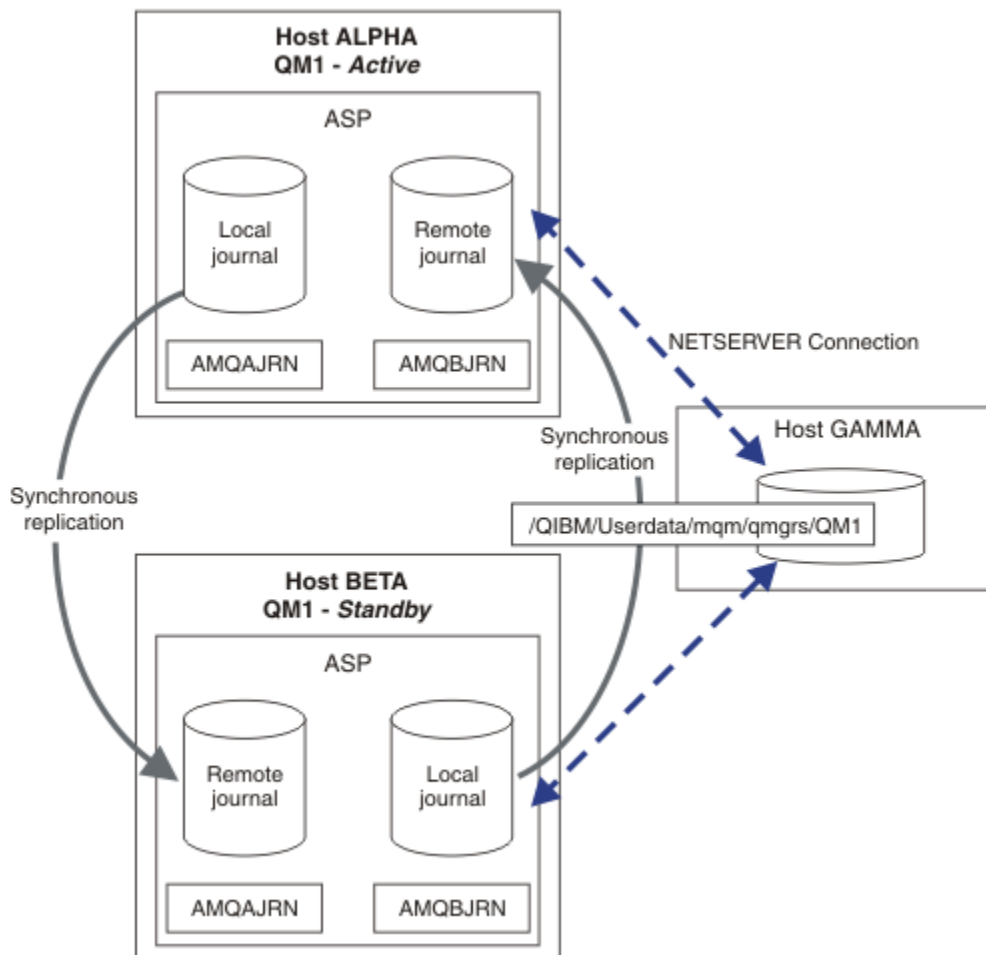 Host ALPHA
QM1 - Active
ASP
Local
journal
Remote
journal
AMQAJRN
AMQBJRN
NETSERVER Connection
Host GAMMA
/QIBM/Userdata/mqm/qmgrs/QM1
Synchronous
replication
Synchronous
replication
Host BETA
QM1 - Standby
ASP
Remote
journal
Local
journal
AMQAJRN
AMQBJRN